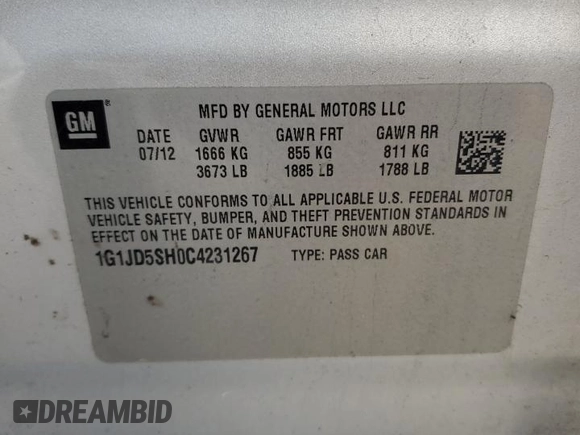 GM ®
MFD BY GENERAL MOTORS LLC
DATE GVWR GAWR FRT GAWR RR
07/12 1666 KG 855 KG 811 KG
3673 LB 1885 LB 1788 LB
THIS VEHICLE CONFORMS TO ALL APPLICABLE U.S. FEDERAL MOTOR
VEHICLE SAFETY, BUMPER, AND THEFT PREVENTION STANDARDS IN
EFFECT ON THE DATE OF MANUFACTURE SHOWN ABOVE.
1G1JD5SH0C4231267 TYPE: PASS CAR
DREAMBID